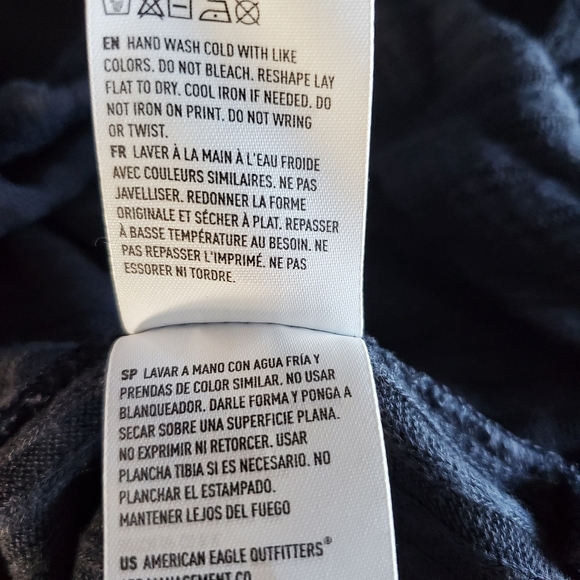 EN HAND WASH COLD WITH LIKE
COLORS. DO NOT BLEACH. RESHAPE LAY
FLAT TO DRY. COOL IRON IF NEEDED. DO
NOT IRON ON PRINT. DO NOT WRING
OR TWIST.
FR LAVER À LA MAIN À L'EAU FROIDE
AVEC COULEURS SIMILAIRES. NE PAS
JAVELLISER. REDONNER LA FORME
ORIGINALE ET SÉCHER À PLAT. REPASSER
À BASSE TEMPÉRATURE AU BESOIN. NE
PAS REPASSER L'IMPRIMÉ. NE PAS
ESSORER NI TORDRE.
SP LAVAR A MANO CON AGUA FRÍA Y
PRENDAS DE COLOR SIMILAR. NO USAR
BLANQUEADOR. DARLE FORMA Y PONGA A
SECAR SOBRE UNA SUPERFICIE PLANA.
NO EXPRIMIR NI RETORCER. USAR
PLANCHA TIBIA SI ES NECESARIO. NO
PLANCHAR EL ESTAMPADO.
MANTENER LEJOS DEL FUEGO
US AMERICAN EAGLE OUTFITTERS®
MANAGEMENT CO